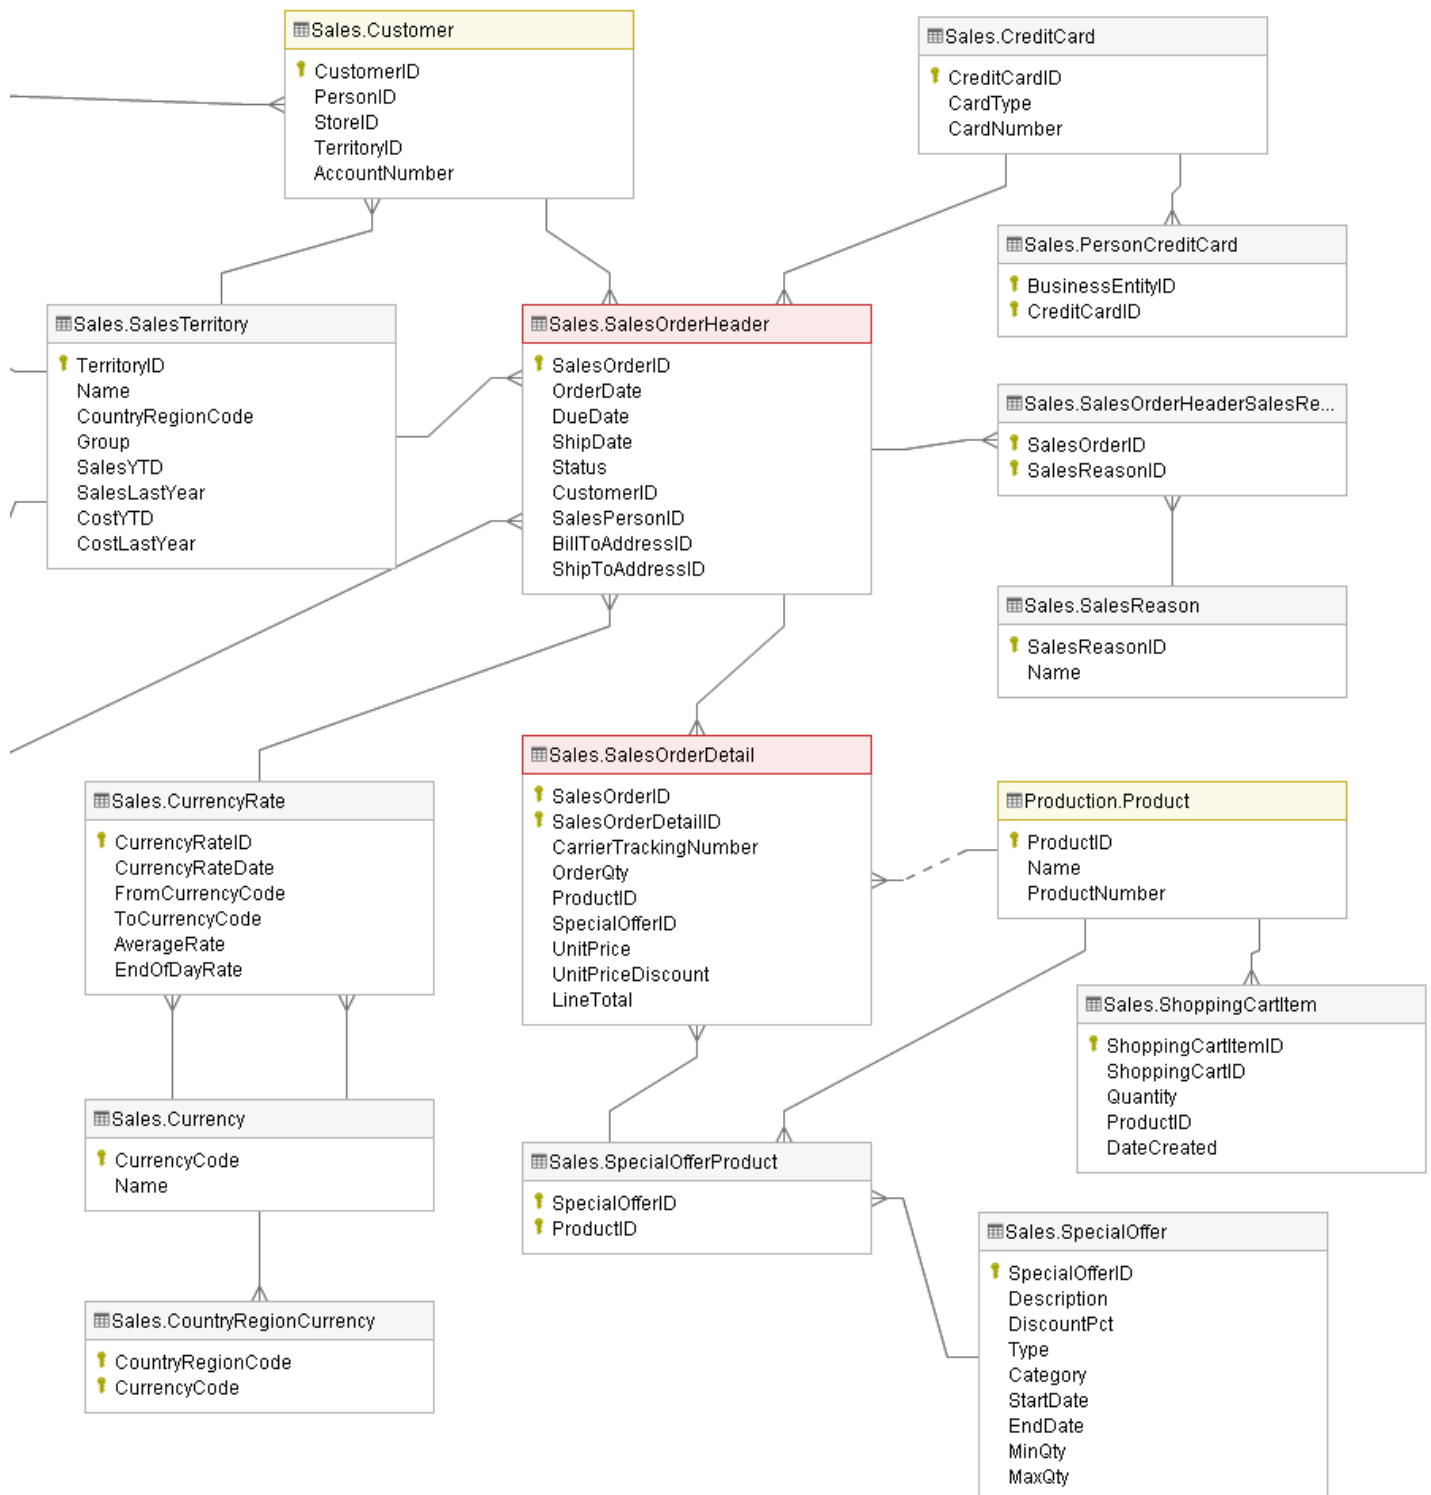 Sales.Customer
CustomerID
PersonID
StoreID
TerritoryID
AccountNumber
Sales.CreditCard
CreditCardID
CardType
CardNumber
Sales.PersonCreditCard
BusinessEntityID
CreditCardID
Sales.SalesTerritory
TerritoryID
Name
CountryRegionCode
Group
SalesYTD
SalesLastYear
CostYTD
CostLastYear
Sales.SalesOrderHeader
SalesOrderID
OrderDate
DueDate
ShipDate
Status
CustomerID
SalesPersonID
BillToAddressID
ShipToAddressID
Sales.SalesOrderHeaderSalesRe...
SalesOrderID
SalesReasonID
Sales.SalesReason
SalesReasonID
Name
Sales.CurrencyRate
CurrencyRateID
CurrencyRateDate
FromCurrencyCode
ToCurrencyCode
AverageRate
EndOfDayRate
Sales.SalesOrderDetail
SalesOrderID
SalesOrderDetailID
CarrierTrackingNumber
OrderQty
ProductID
SpecialOfferID
UnitPrice
UnitPriceDiscount
LineTotal
Production.Product
ProductID
Name
ProductNumber
Sales.ShoppingCartItem
ShoppingCartItemID
ShoppingCartID
Quantity
ProductID
DateCreated
Sales.Currency
CurrencyCode
Name
Sales.SpecialOfferProduct
SpecialOfferID
ProductID
Sales.SpecialOffer
SpecialOfferID
Description
DiscountPct
Type
Category
StartDate
EndDate
MinQty
MaxQty
Sales.CountryRegionCurrency
CountryRegionCode
CurrencyCode